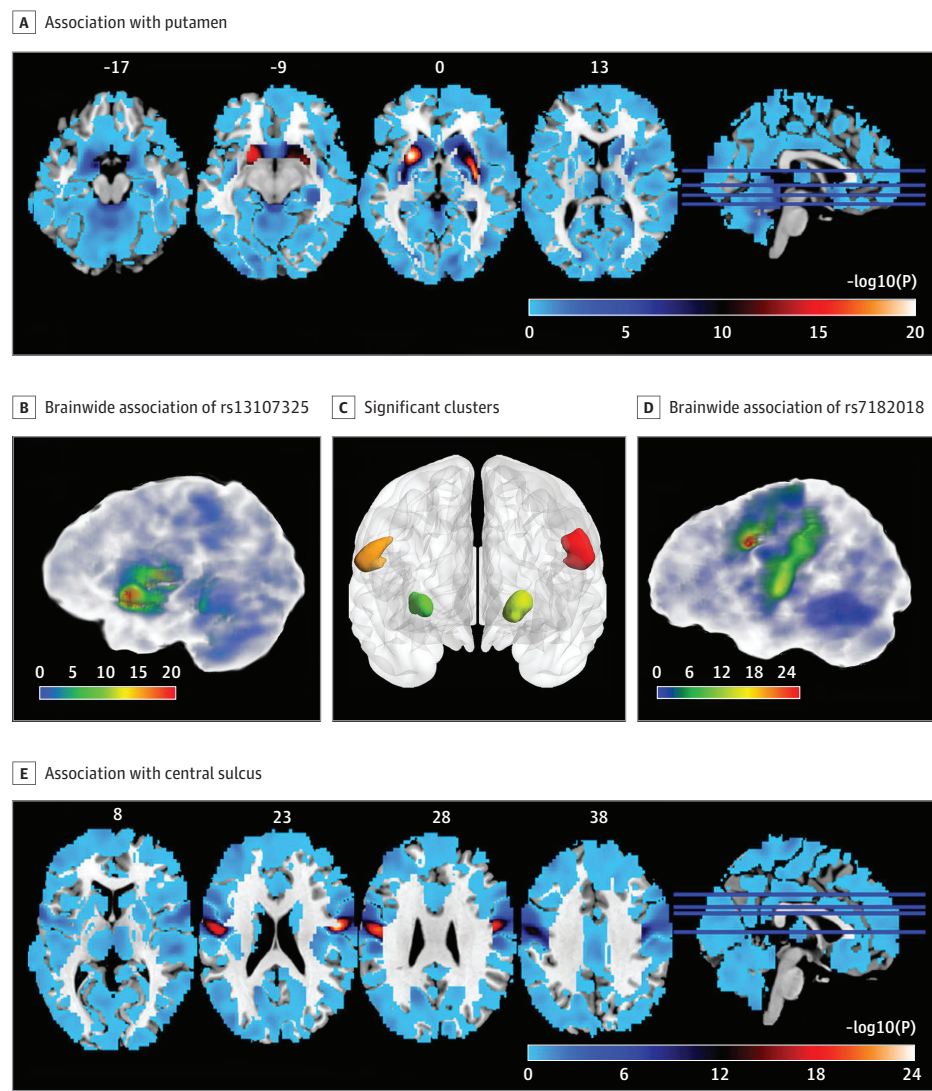 A Association with putamen
-17 -9 0 13
-log10(P)
0 5 10 15 20
B Brainwide association of rs13107325
C Significant clusters
D Brainwide association of rs7182018
0 5 10 15 20
0 6 12 18 24
E Association with central sulcus
8 23 28 38
-log10(P)
0 6 12 18 24